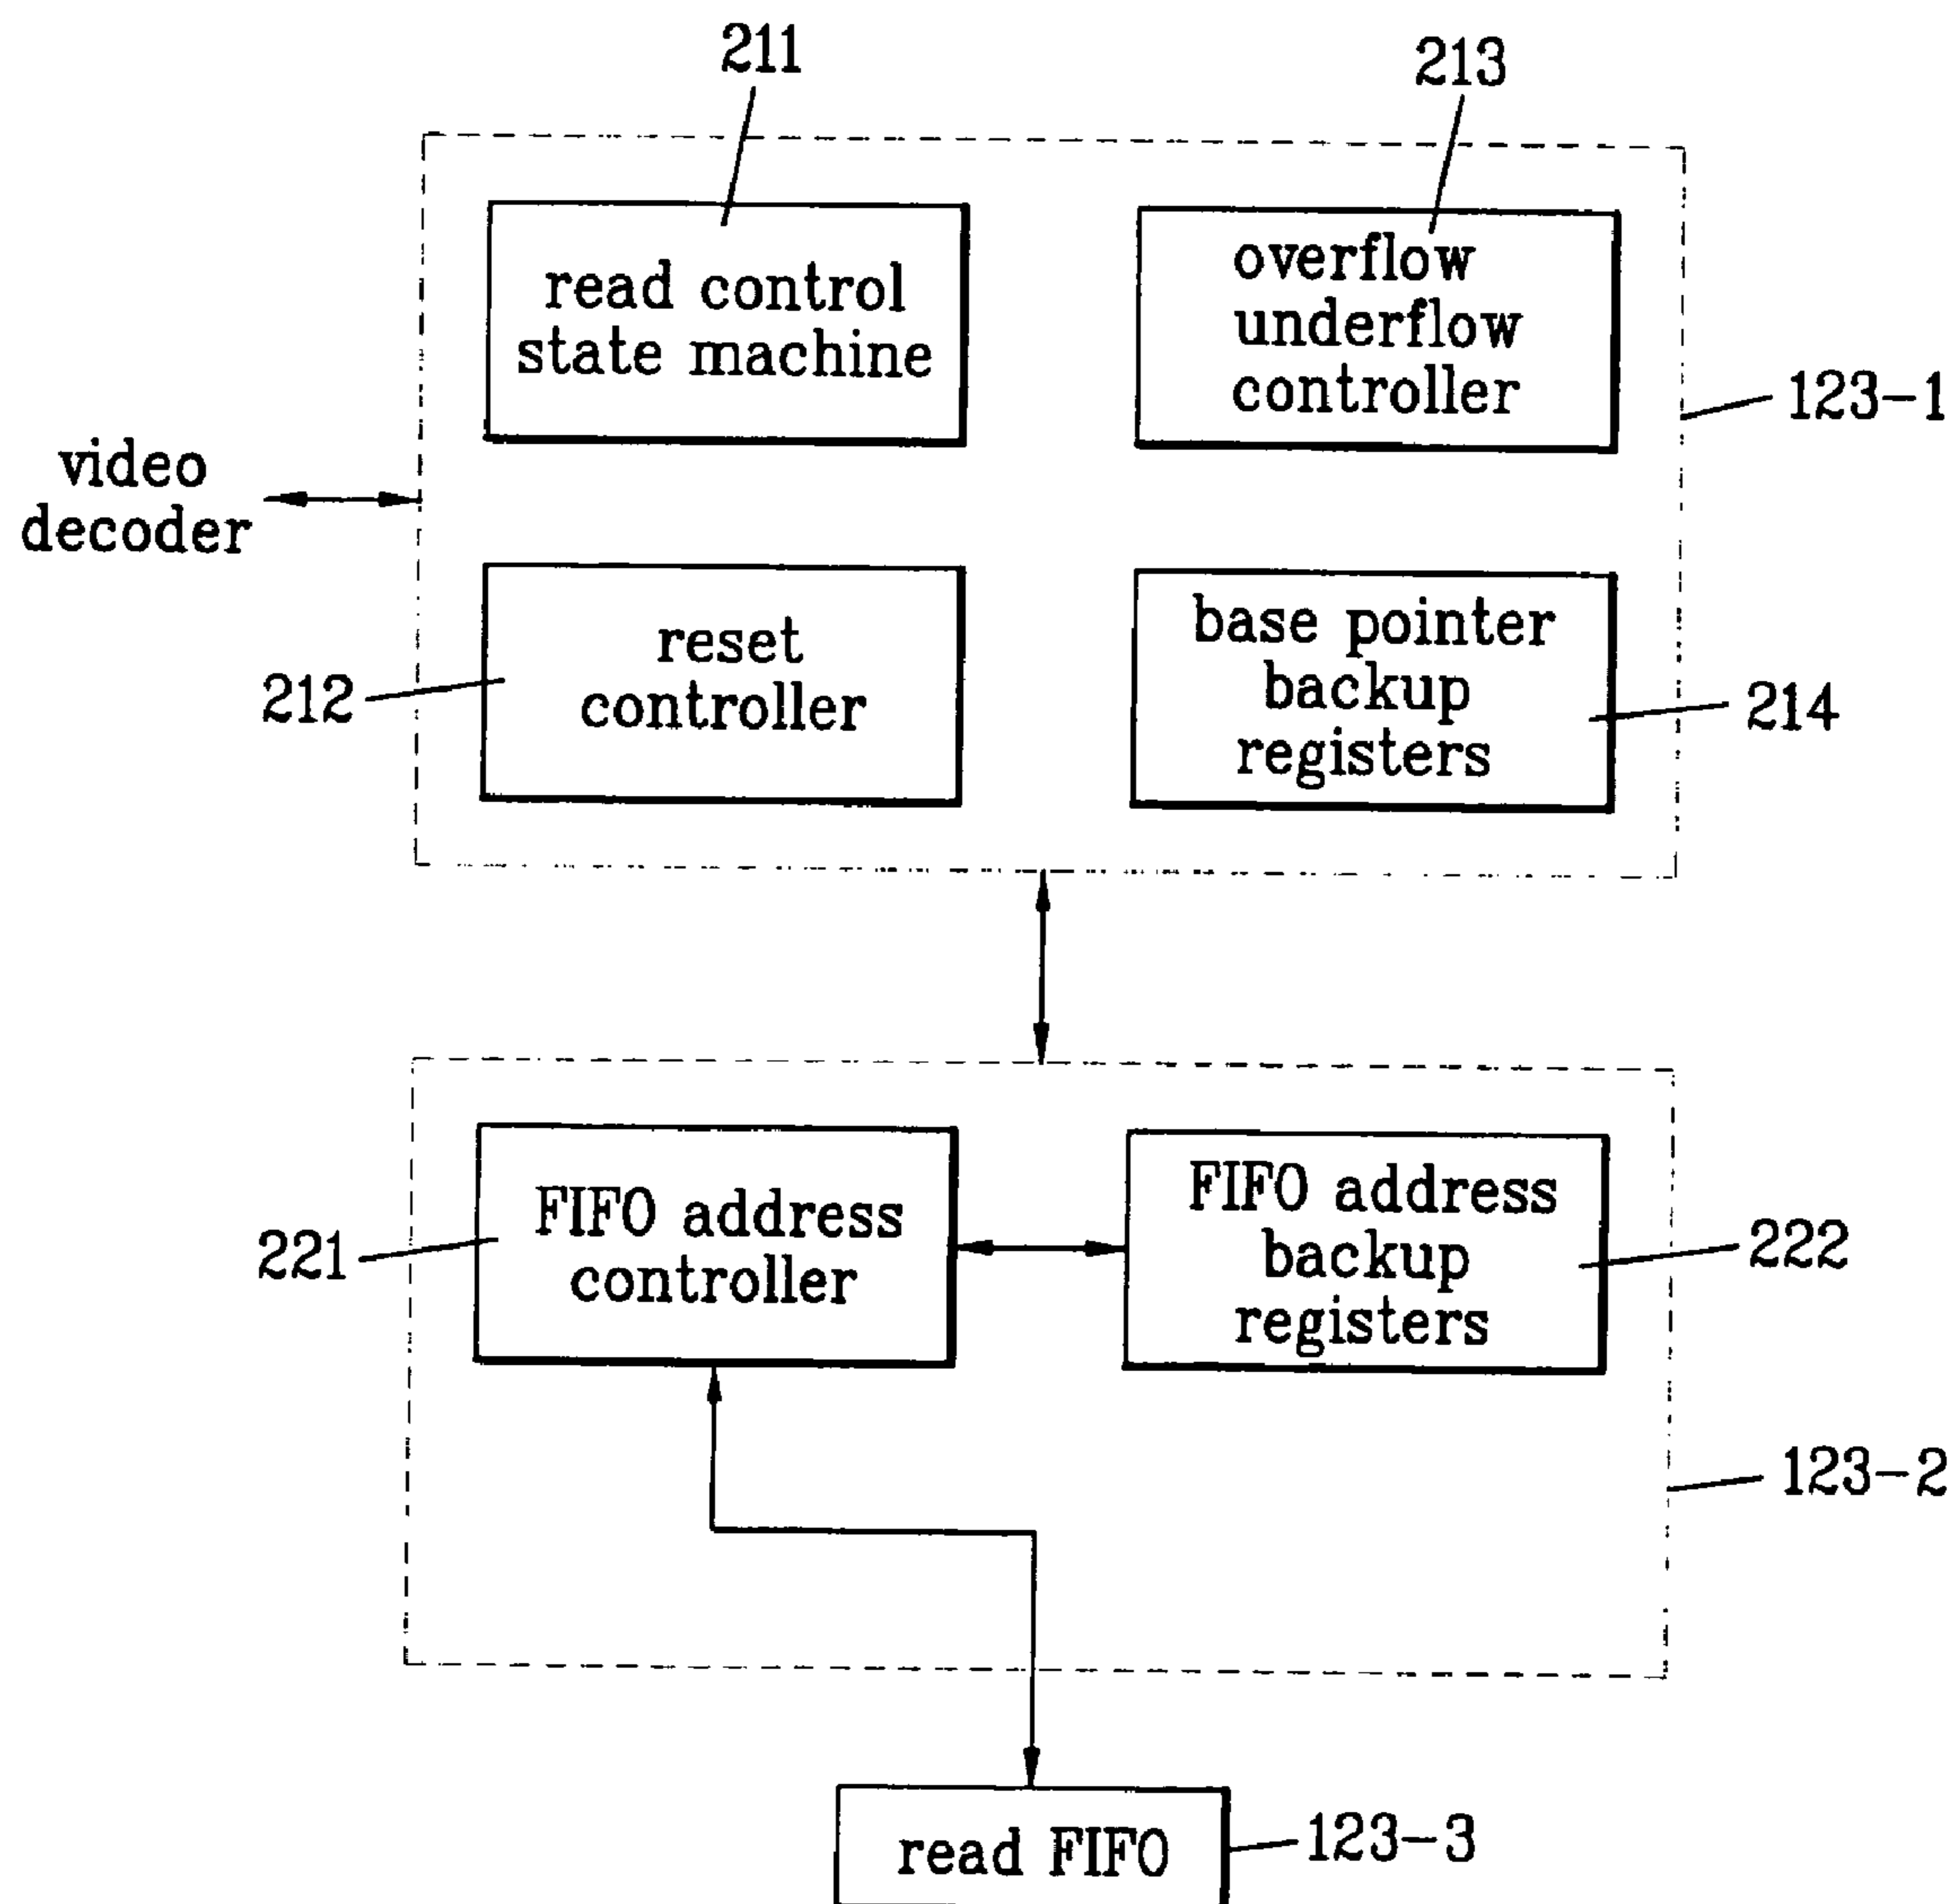 211
213
read control
state machine
overflow
underflow
controller
123-1
video
decoder
reset
controller
212
base pointer
backup
registers
214
FIFO address
controller
221
FIFO address
backup
registers
222
123-2
read FIFO
123-3